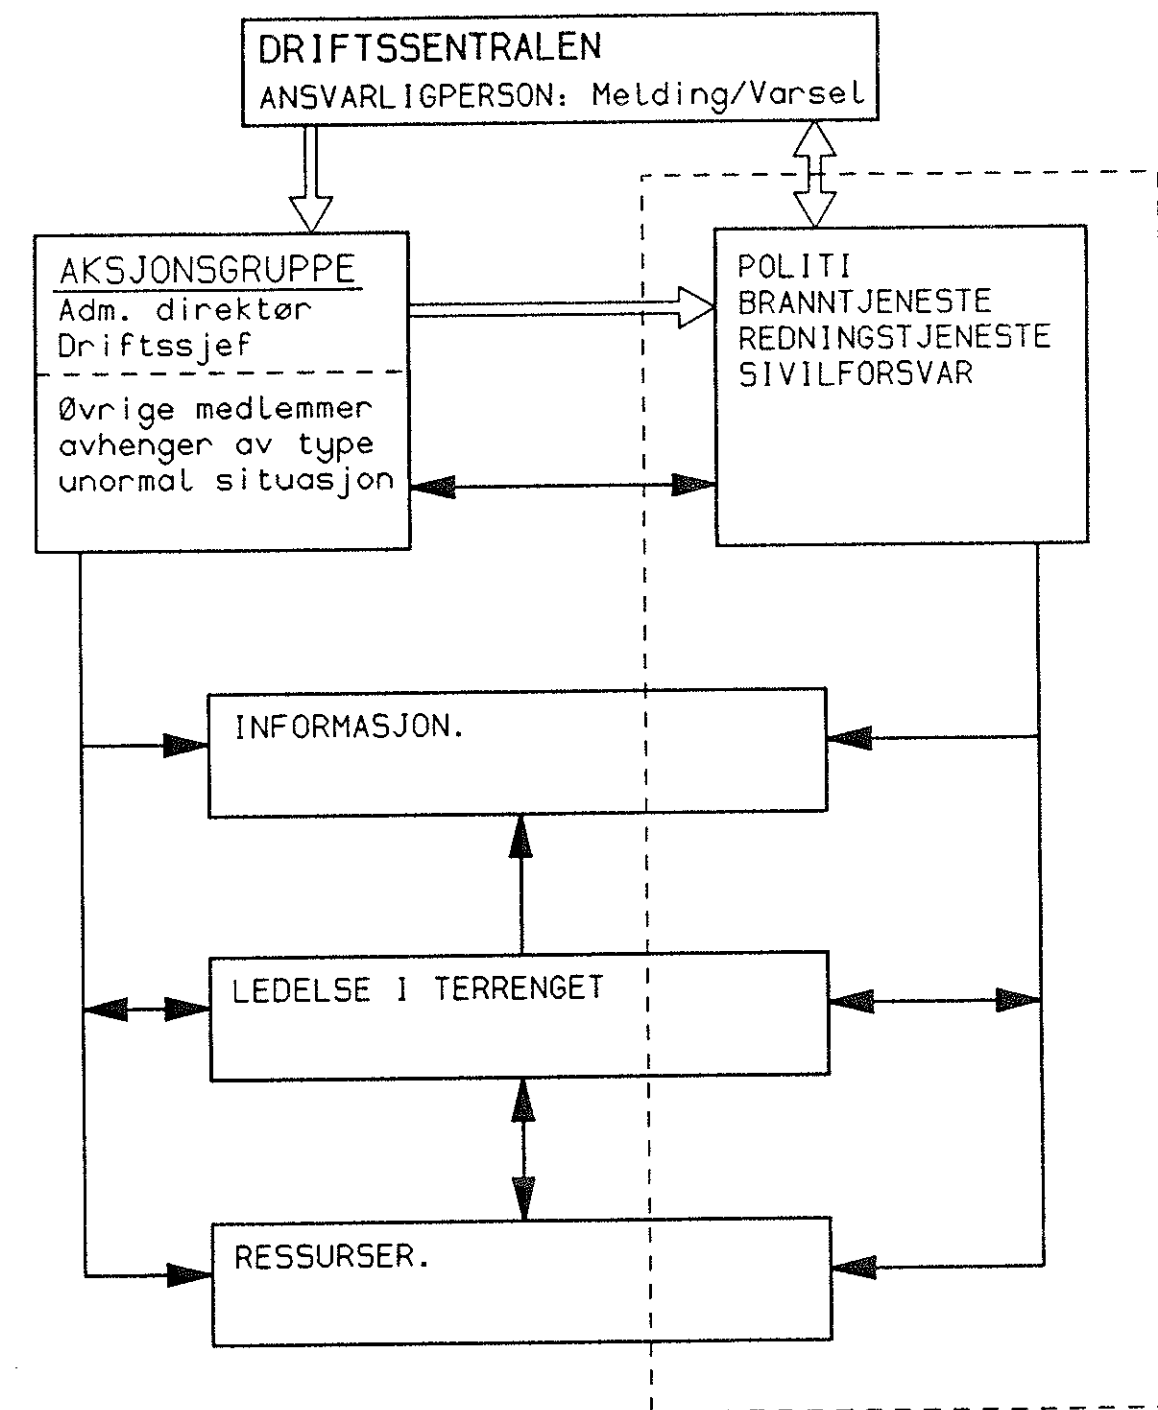 DRIFTSSENTRALEN
ANSVARLIGPERSON: Melding/Varsel
AKSJONSGRUPPE
Adm. direktør
Driftssjef
Øvrige medlemmer
avhenger av type
unormal situasjon
POLITI
BRANNTJENESTE
REDNINGSTJENESTE
SIVILFORSVAR
INFORMASJON.
LEDELSE I TERRENGET
RESSURSER.